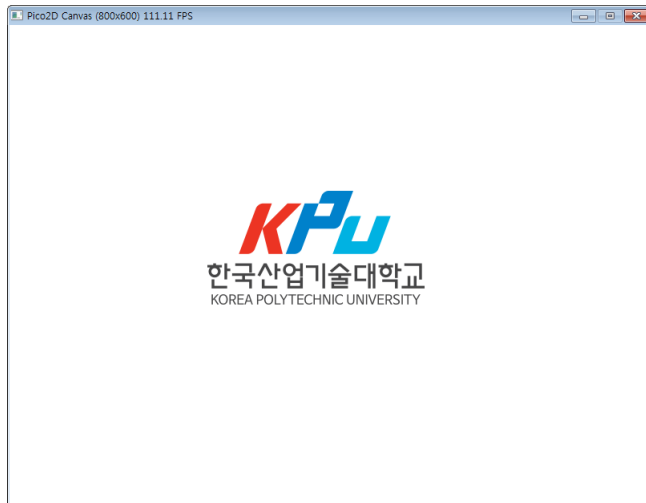 Pico2D Canvas (800x600) 111.11 FPS
KPU
한국산업기술대학교
KOREA POLYTECHNIC UNIVERSITY